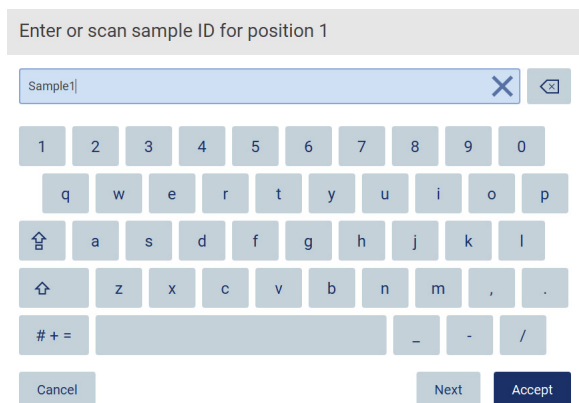 Enter or scan sample ID for position 1
Sample1
1 2 3 4 5 6 7 8 9 0
q w e r t y u i o p
a s d f g h j k l
z x c v b n m , .
# + = _ - /
Cancel Next Accept